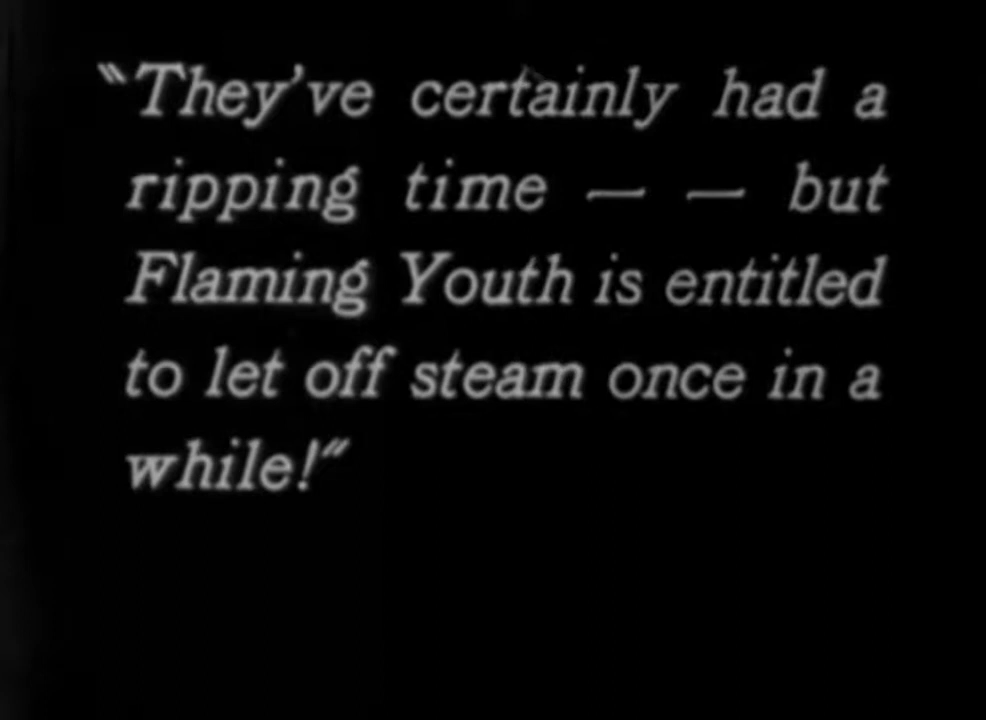 "They've certainly had a
ripping time — — but
Flaming Youth is entitled
to let off steam once in a
while!"